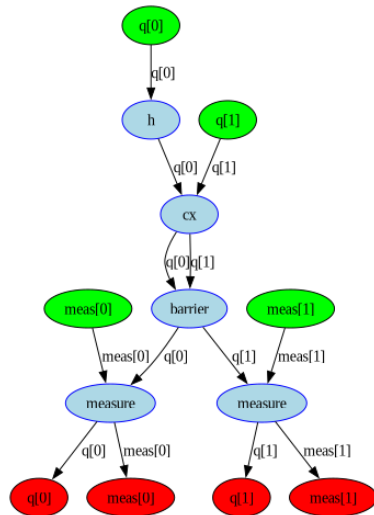 q[0]
q[0]
h
q[1]
q[0]
q[1]
cx
q[0]
q[1]
meas[0]
barrier
meas[1]
meas[0]
q[0]
q[1]
meas[1]
measure
measure
q[0]
meas[0]
q[1]
meas[1]
q[0]
meas[0]
q[1]
meas[1]